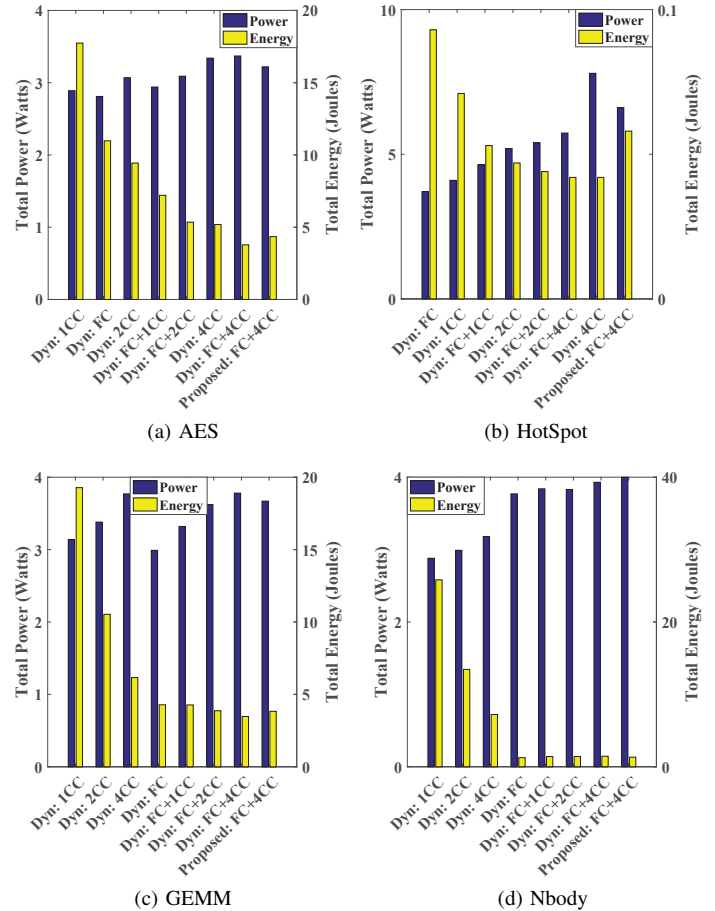 4
3
2
1
0
Total Power (Watts)
Power
Energy
20
15
10
5
0
Total Energy (Joules)
Dyn: 1CC
Dyn: FC
Dyn: 2CC
Dyn: FC+1CC
Dyn: FC+2CC
Dyn: 4CC
Dyn: FC+4CC
Proposed: FC+4CC
(a) AES
10
5
0
Total Power (Watts)
Power
Energy
0.1
0
Total Energy (Joules)
Dyn: FC
Dyn: 1CC
Dyn: FC+1CC
Dyn: 2CC
Dyn: FC+2CC
Dyn: FC+4CC
Dyn: 4CC
Proposed: FC+4CC
(b) HotSpot
4
3
2
1
0
Total Power (Watts)
Power
Energy
20
15
10
5
0
Total Energy (Joules)
Dyn: 1CC
Dyn: 2CC
Dyn: 4CC
Dyn: FC
Dyn: FC+1CC
Dyn: FC+2CC
Dyn: FC+4CC
Proposed: FC+4CC
(c) GEMM
4
2
0
Total Power (Watts)
Power
Energy
40
20
0
Total Energy (Joules)
Dyn: 1CC
Dyn: 2CC
Dyn: 4CC
Dyn: FC
Dyn: FC+1CC
Dyn: FC+2CC
Dyn: FC+4CC
Proposed: FC+4CC
(d) Nbody